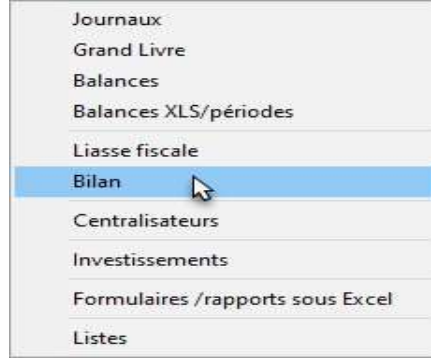 Journaux
Grand Livre
Balances
Balances XLS/périodes
Liasse fiscale
Bilan
Centralisateurs
Investissements
Formulaires /rapports sous Excel
Listes